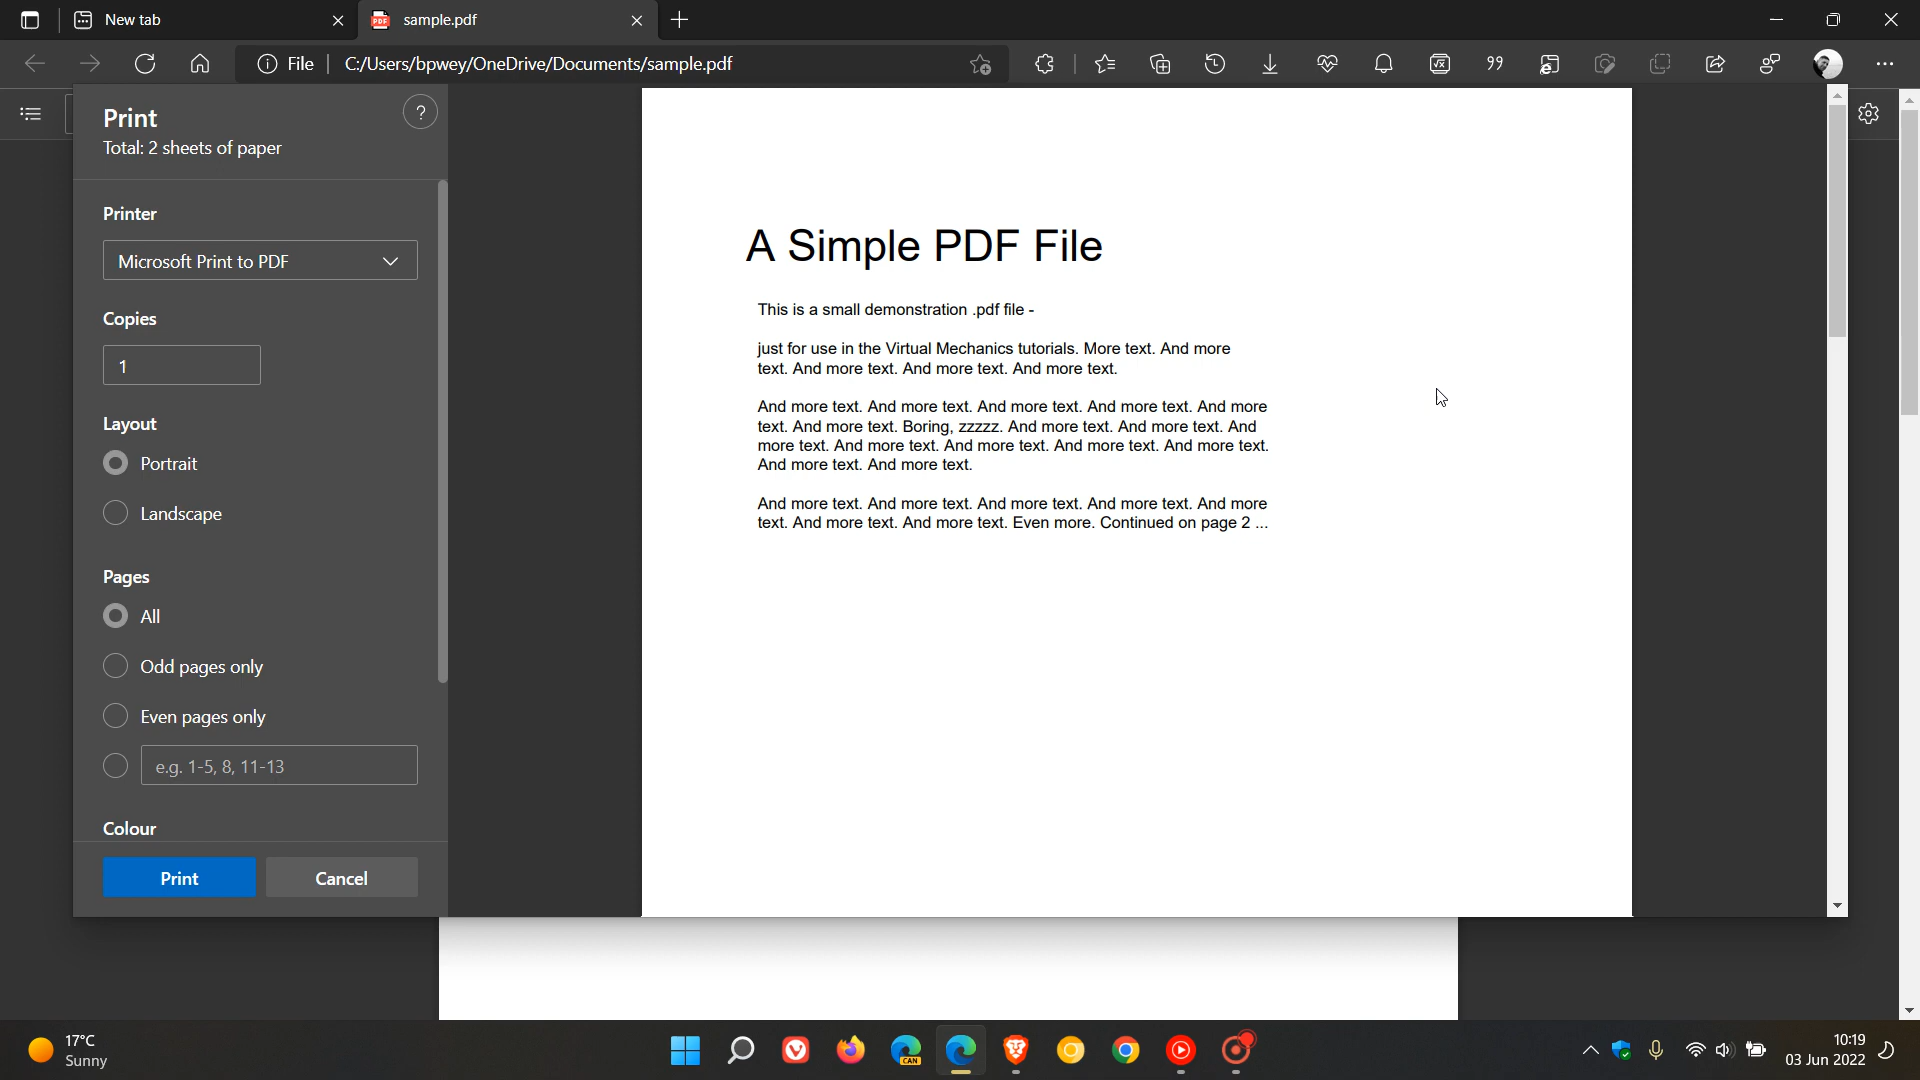 New tab
sample.pdf
File
C:/Users/bpwey/OneDrive/Documents/sample.pdf
Print
Total: 2 sheets of paper
?
Printer
Microsoft Print to PDF
Copies
1
Layout
Portrait
Landscape
Pages
All
Odd pages only
Even pages only
e.g. 1-5, 8, 11-13
Colour
Print
Cancel
A Simple PDF File
This is a small demonstration .pdf file -
just for use in the Virtual Mechanics tutorials. More text. And more
text. And more text. And more text. And more text.
And more text. And more text. And more text. And more text. And more
text. And more text. Boring, zzzzz. And more text. And more text. And
more text. And more text. And more text. And more text. And more text.
And more text. And more text.
And more text. And more text. And more text. And more text. And more
text. And more text. And more text. Even more. Continued on page 2 ...
17°C
Sunny
CAN
10:19
03 Jun 2022